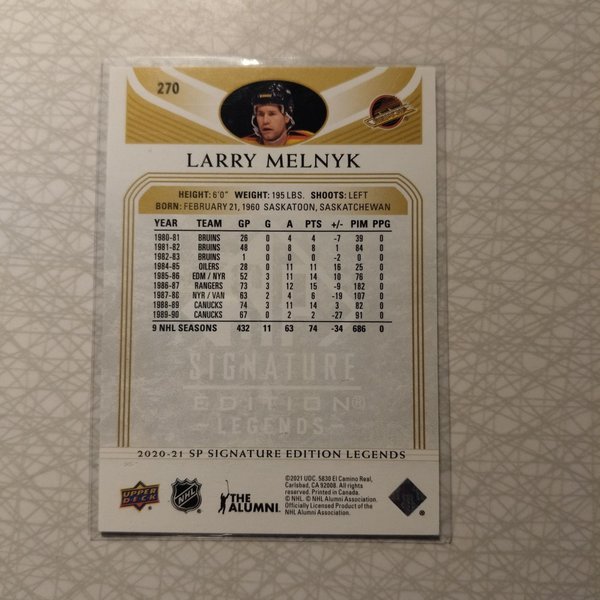 270
LARRY MELNYK
HEIGHT: 6'0" WEIGHT: 195 LBS. SHOOTS: LEFT
BORN: FEBRUARY 21, 1960 SASKATOON, SASKATCHEWAN
YEAR TEAM GP G A PTS +/- PIM PPG
1980-81 BRUINS 26 0 4 4 -7 39 0
1981-82 BRUINS 48 0 8 8 1 84 0
1982-83 BRUINS 1 0 0 0 -2 0 0
1984-85 OILERS 28 0 11 11 16 25 0
1985-86 EDM / NYR 52 3 11 14 10 76 0
1986-87 RANGERS 73 3 12 15 -9 182 0
1987-88 NYR / VAN 63 2 4 6 -19 107 0
1988-89 CANUCKS 74 3 11 14 3 82 0
1989-90 CANUCKS 67 0 2 2 -27 91 0
9 NHL SEASONS 432 11 63 74 -34 686 0
SIGNATURE
EDITION®
–LEGENDS–
2020-21 SP SIGNATURE EDITION LEGENDS
UPPER DECK
NHL
THE ALUMNI.
©2021 UDC. 5830 El Camino Real,
Carlsbad, CA 92008. All rights
reserved. Printed in Canada.
© NHL. © NHL Alumni Association.
Officially Licensed Product of the
NHL Alumni Association.